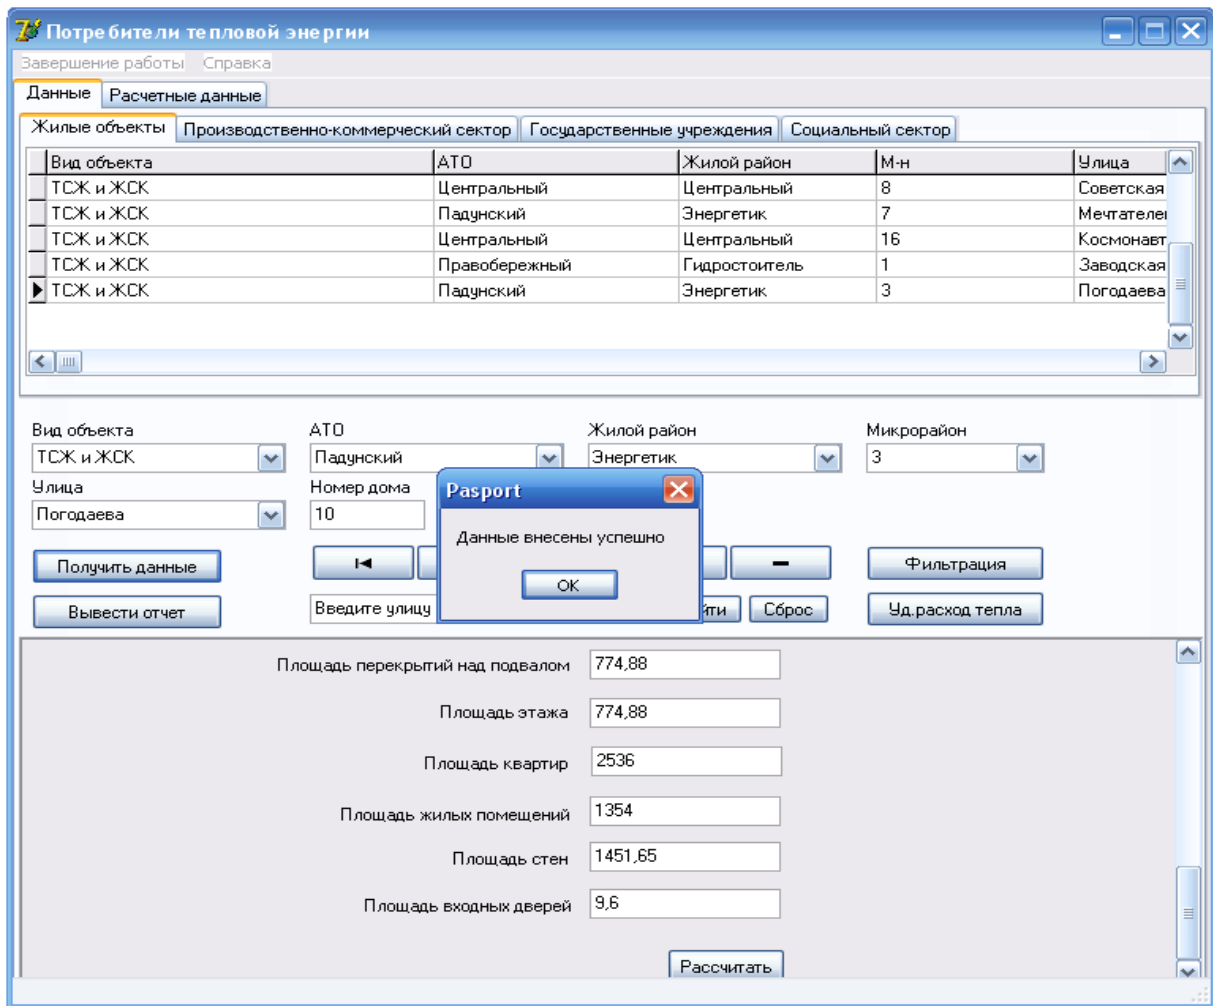 Потребители тепловой энергии
Завершение работы Справка
Данные Расчетные данные
Жилые объекты Производственно-коммерческий сектор Государственные учреждения Социальный сектор
Вид объекта АТО Жилой район М-н Улица
ТСЖ и ЖСК Центральный Центральный 8 Советская
ТСЖ и ЖСК Падунский Энергетик 7 Мечтателе
ТСЖ и ЖСК Центральный Центральный 16 Космонавт
ТСЖ и ЖСК Правобережный Гидростоитель 1 Заводская
ТСЖ и ЖСК Падунский Энергетик 3 Погодаева
Вид объекта АТО Жилой район Микрорайон
ТСЖ и ЖСК Падунский Энергетик 3
Улица Номер дома
Погодаева 10
Pasport
Данные внесены успешно
OK
Получить данные Фильтрация
Вывести отчет Введите улицу йти Сброс Уд.расход тепла
Площадь перекрытий над подвалом 774,88
Площадь этажа 774,88
Площадь квартир 2536
Площадь жилых помещений 1354
Площадь стен 1451,65
Площадь входных дверей 9,6
Рассчитать